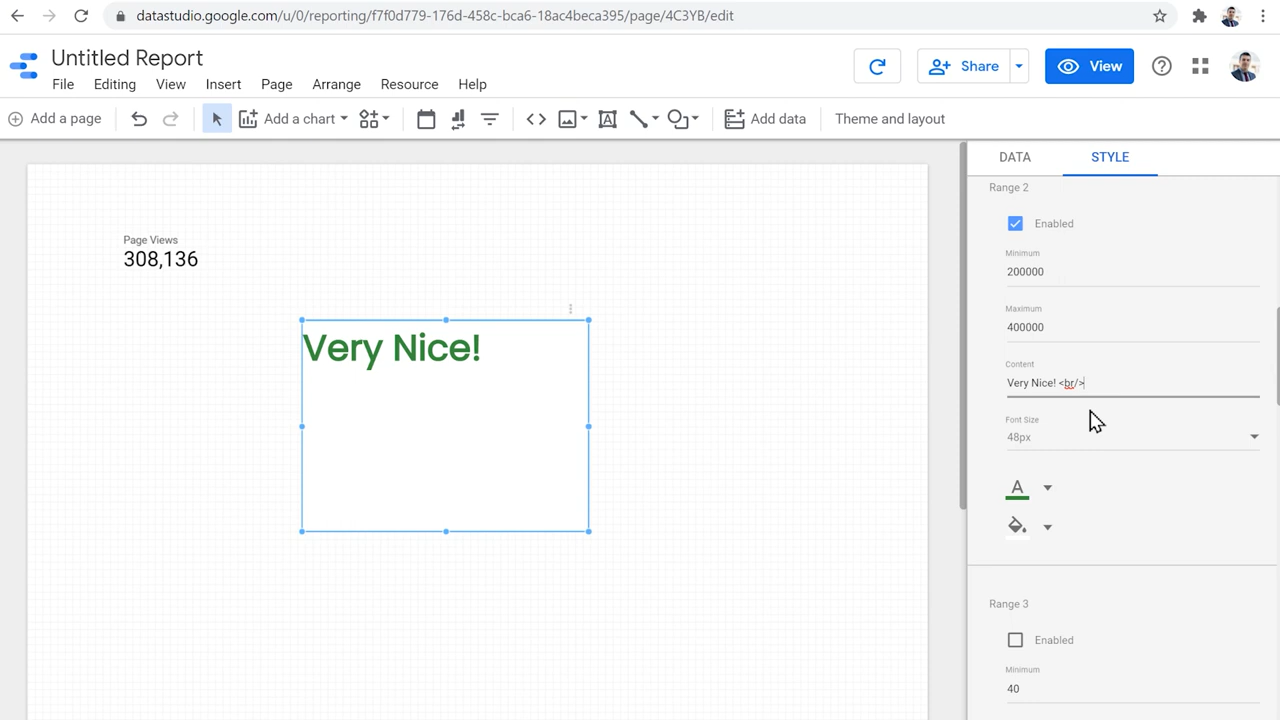 datastudio.google.com/u/0/reporting/f7f0d779-176d-458c-bca6-18ac4beca395/page/4C3YB/edit
Untitled Report
File Editing View Insert Page Arrange Resource Help
Share
View
Add a page
Add a chart
Add data
Theme and layout
DATA STYLE
Range 2
Enabled
Minimum
200000
Maximum
400000
Content
Very Nice! <br/>
Font Size
48px
A
Range 3
Enabled
Minimum
40
Page Views
308,136
Very Nice!